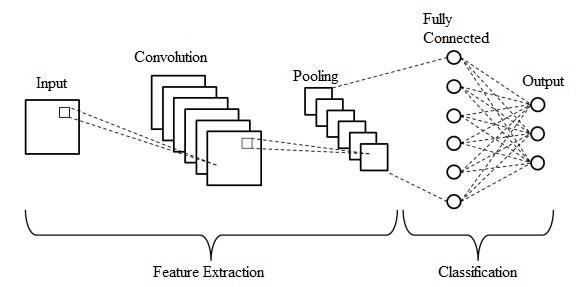 Input
Convolution
Pooling
Fully
Connected
Output
Feature Extraction
Classification